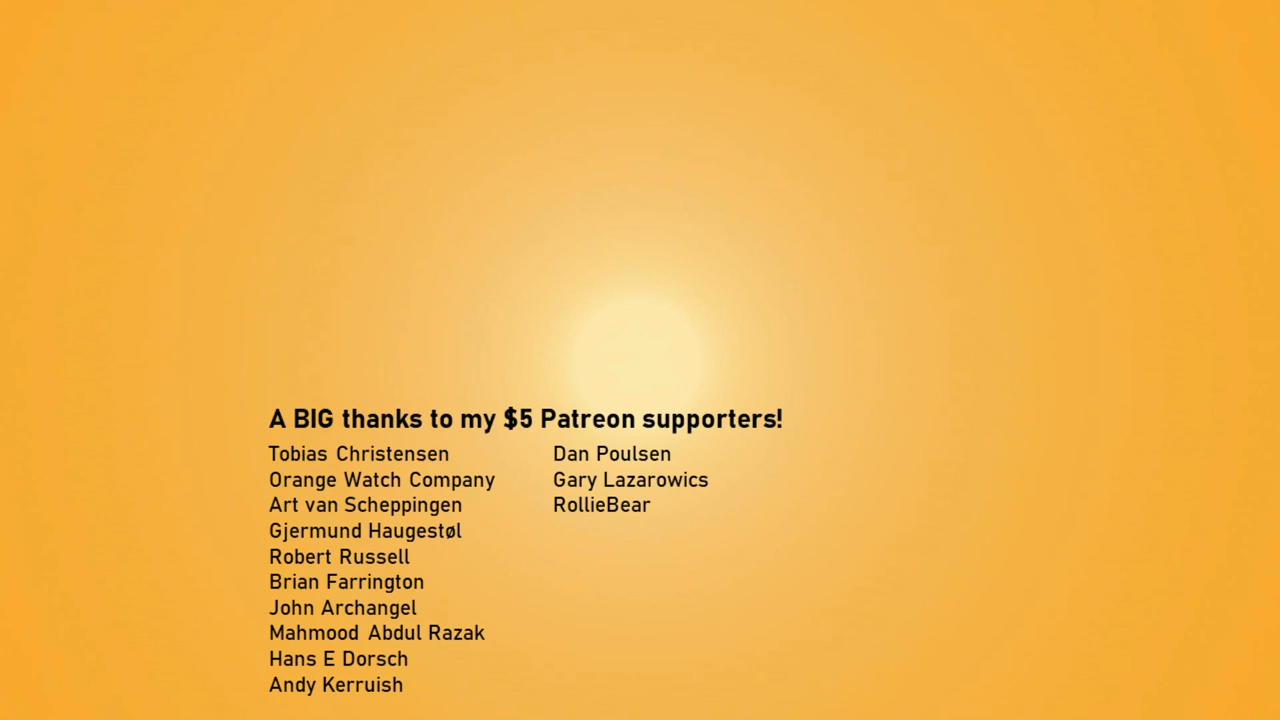 A BIG thanks to my $5 Patreon supporters!
Tobias Christensen
Orange Watch Company
Art van Scheppingen
Gjermund Haugestøl
Robert Russell
Brian Farrington
John Archangel
Mahmood Abdul Razak
Hans E Dorsch
Andy Kerruish
Dan Poulsen
Gary Lazarowics
RollieBear